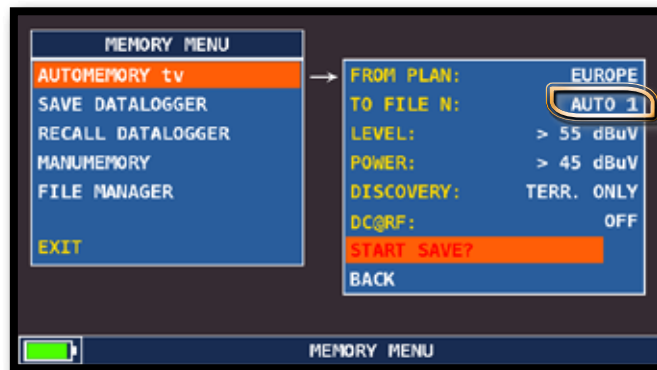 MEMORY MENU
AUTOMEMORY tv
SAVE DATALOGGER
RECALL DATALOGGER
MANUMEMORY
FILE MANAGER
EXIT
FROM PLAN: EUROPE
TO FILE N: AUTO 1
LEVEL: > 55 dBuV
POWER: > 45 dBuV
DISCOVERY: TERR. ONLY
DC@RF: OFF
START SAVE?
BACK
MEMORY MENU